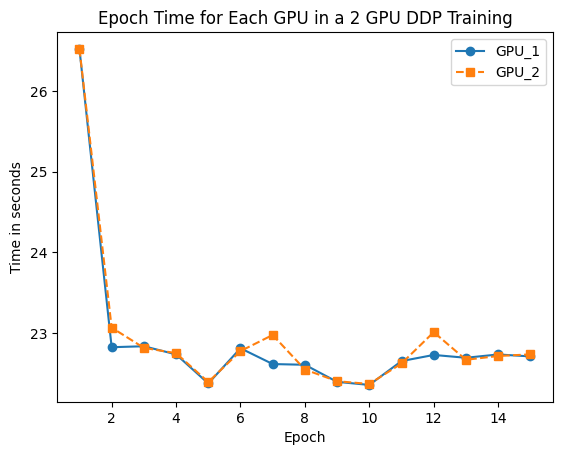 Epoch Time for Each GPU in a 2 GPU DDP Training
GPU_1
GPU_2
26
25
24
23
Time in seconds
2 4 6 8 10 12 14
Epoch